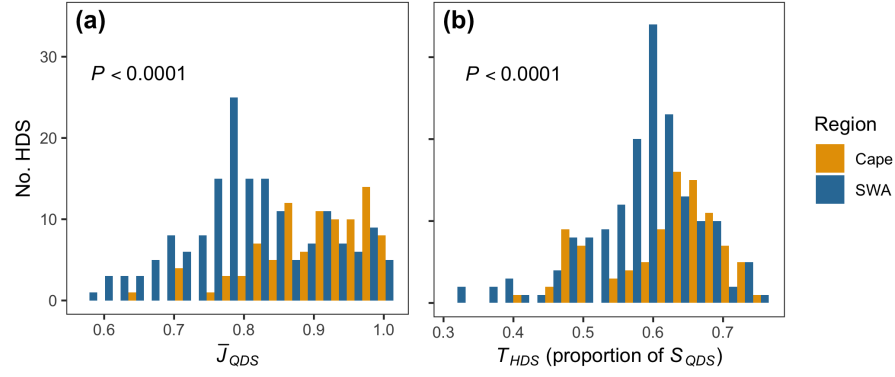 (a)
P < 0.0001
No. HDS
30
20
10
0
0.6 0.7 0.8 0.9 1.0
J̅QDS
(b)
P < 0.0001
0.3 0.4 0.5 0.6 0.7
THDS (proportion of SQDS)
Region
Cape
SWA